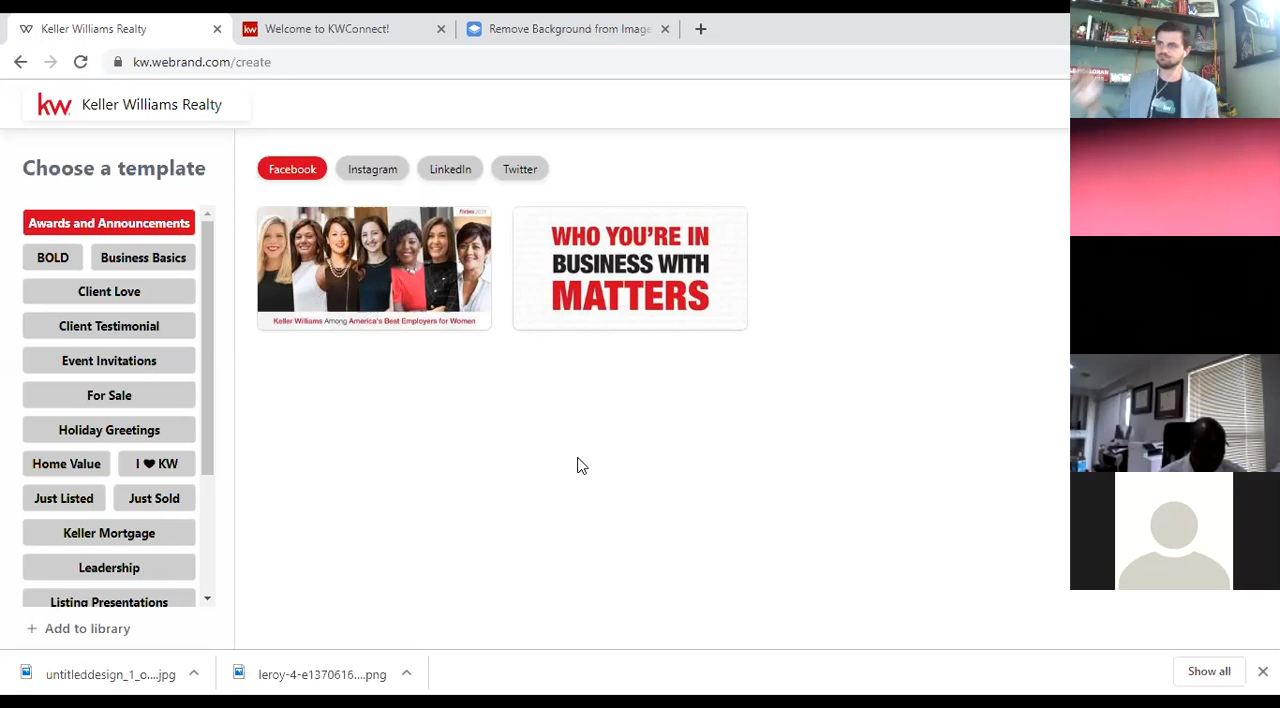 Keller Williams Realty
kw Welcome to KWConnect!
Remove Background from Image
kw.webrand.com/create
kw Keller Williams Realty
Choose a template
Facebook
Instagram
LinkedIn
Twitter
Awards and Announcements
BOLD
Business Basics
Client Love
Client Testimonial
Event Invitations
For Sale
Holiday Greetings
Home Value
I ♥ KW
Just Listed
Just Sold
Keller Mortgage
Leadership
Listing Presentations
+ Add to library
Keller Williams Among America's Best Employers for Women
WHO YOU'RE IN
BUSINESS WITH
MATTERS
untitleddesign_1_o....jpg
leroy-4-e1370616....png
Show all